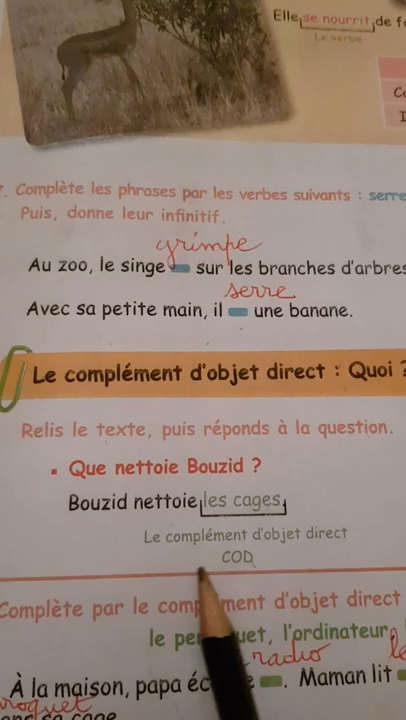 Elle se nourrit de
Le verbe
Complète les phrases par les verbes suivants : serre
Puis, donne leur infinitif.
grimpe
Au zoo, le singe sur les branches d'arbres
serre
Avec sa petite main, il une banane.
Le complément d'objet direct : Quoi ?
Relis le texte, puis réponds à la question.
Que nettoie Bouzid ?
Bouzid nettoie les cages
Le complément d'objet direct
COD
Complète par le complément d'objet direct
le perroquet, l'ordinateur,
radio
À la maison, papa . Maman lit